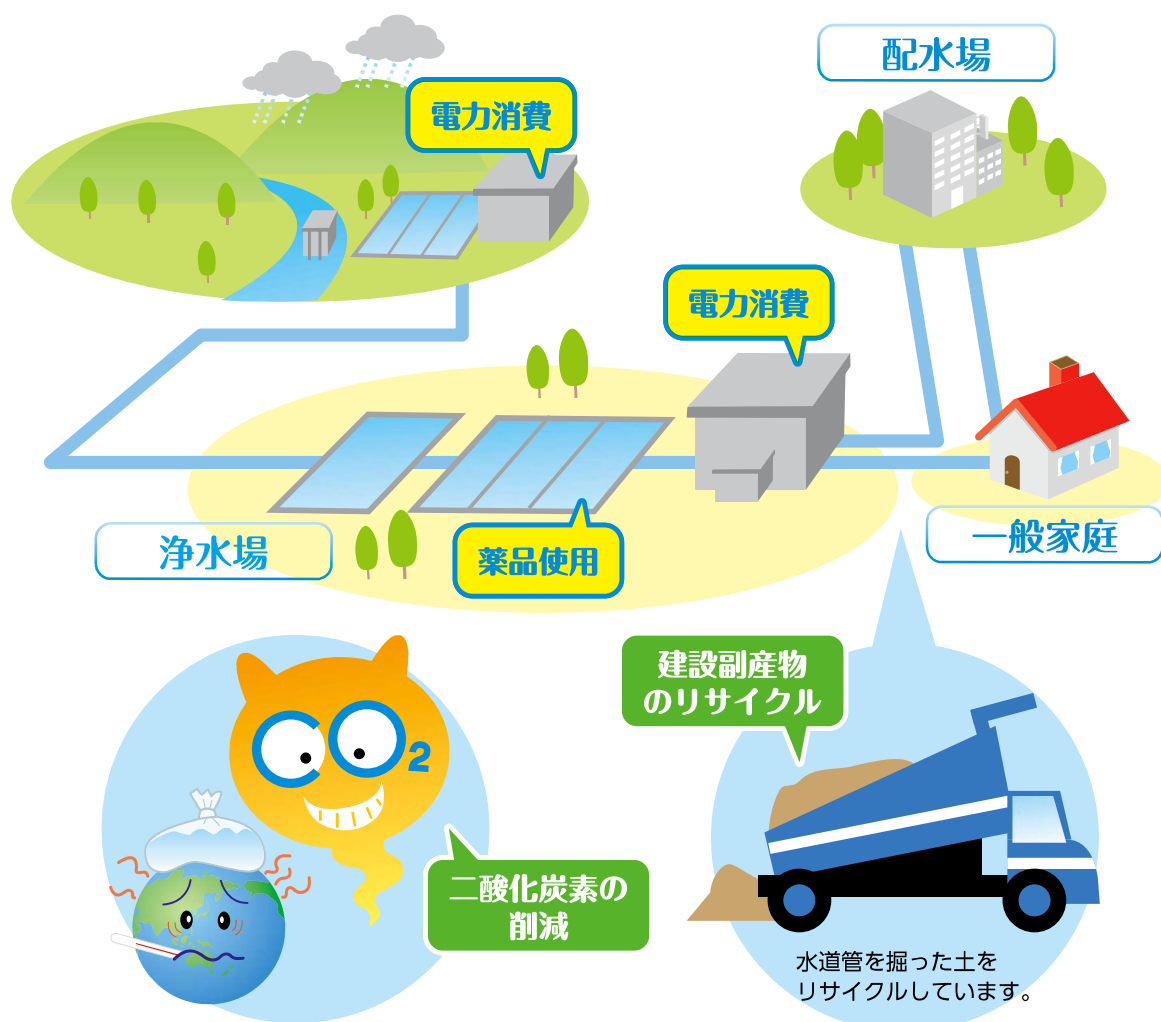 配水場
電力消費
電力消費
浄水場
薬品使用
一般家庭
建設副産物
のリサイクル
CO2
二酸化炭素の
削減
水道管を掘った土を
リサイクルしています。